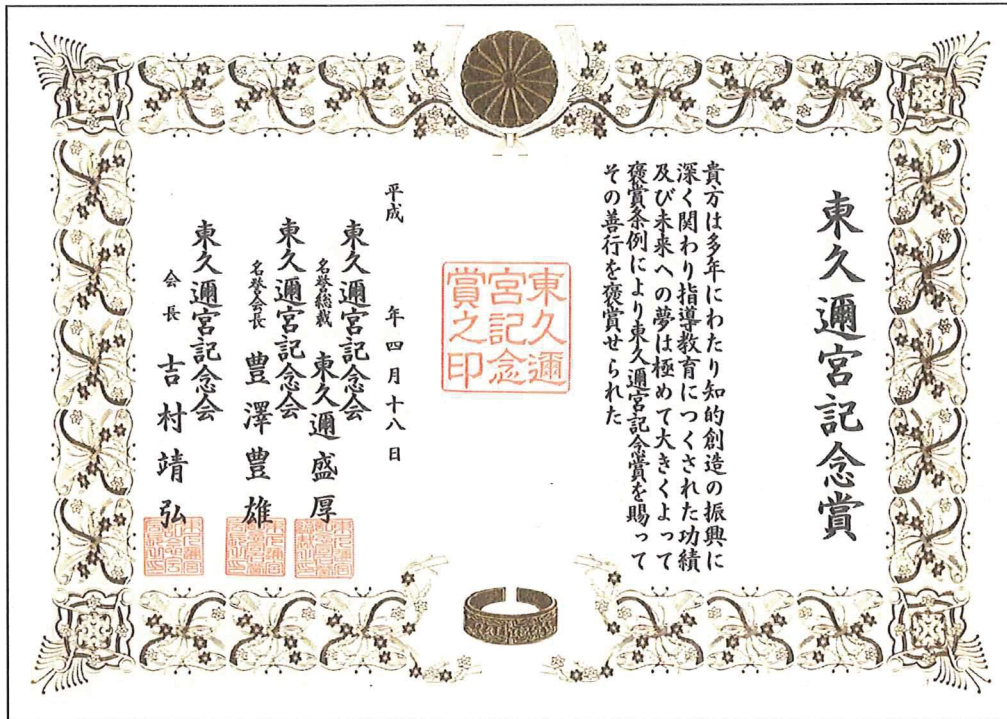 東久邇宮記念賞
貴方は多年にわたり知的創造の振興に
深く関わり指導教育につくされた功績
及び未来への夢は極めて大きくよって
褒賞条例により東久邇宮記念賞を賜って
その善行を褒賞せられた
東久邇
宮記念
賞之印
平成　　年四月十八日
東久邇宮記念会
名誉総裁　東久邇盛厚
東久邇宮記念会
名誉会長　豊澤豊雄
東久邇宮記念会
会長　吉村靖弘